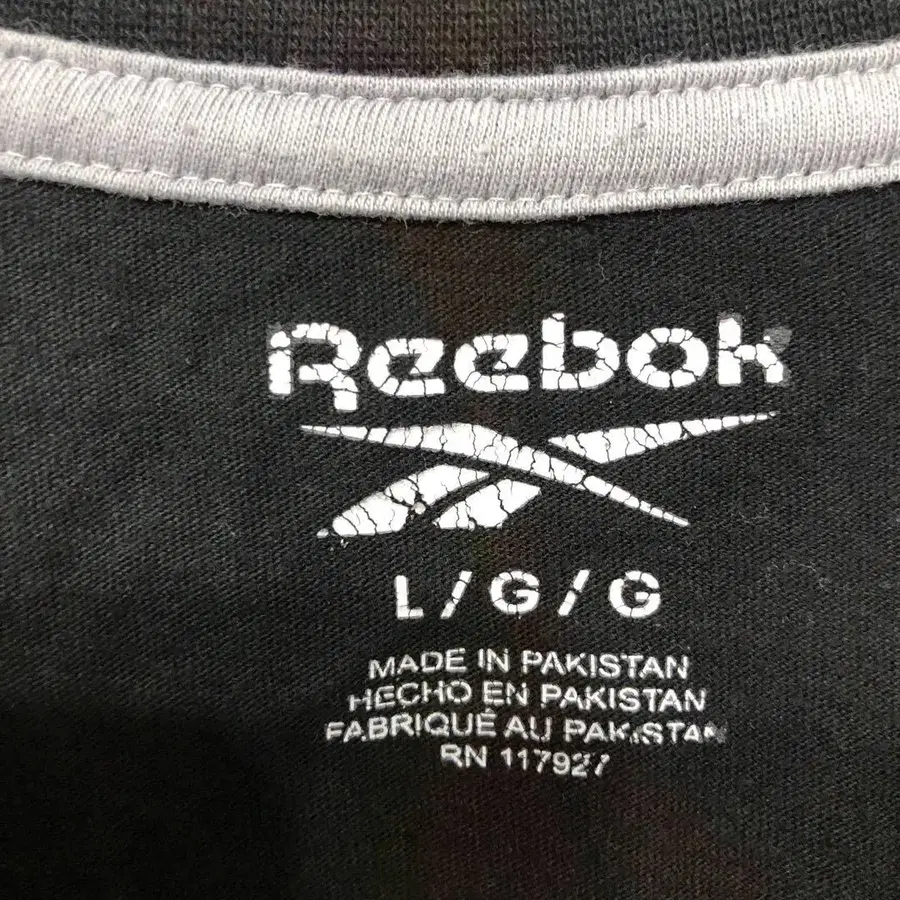 Reebok
L/G/G
MADE IN PAKISTAN
HECHO EN PAKISTAN
FABRIQUÉ AU PAKISTAN
RN 117927